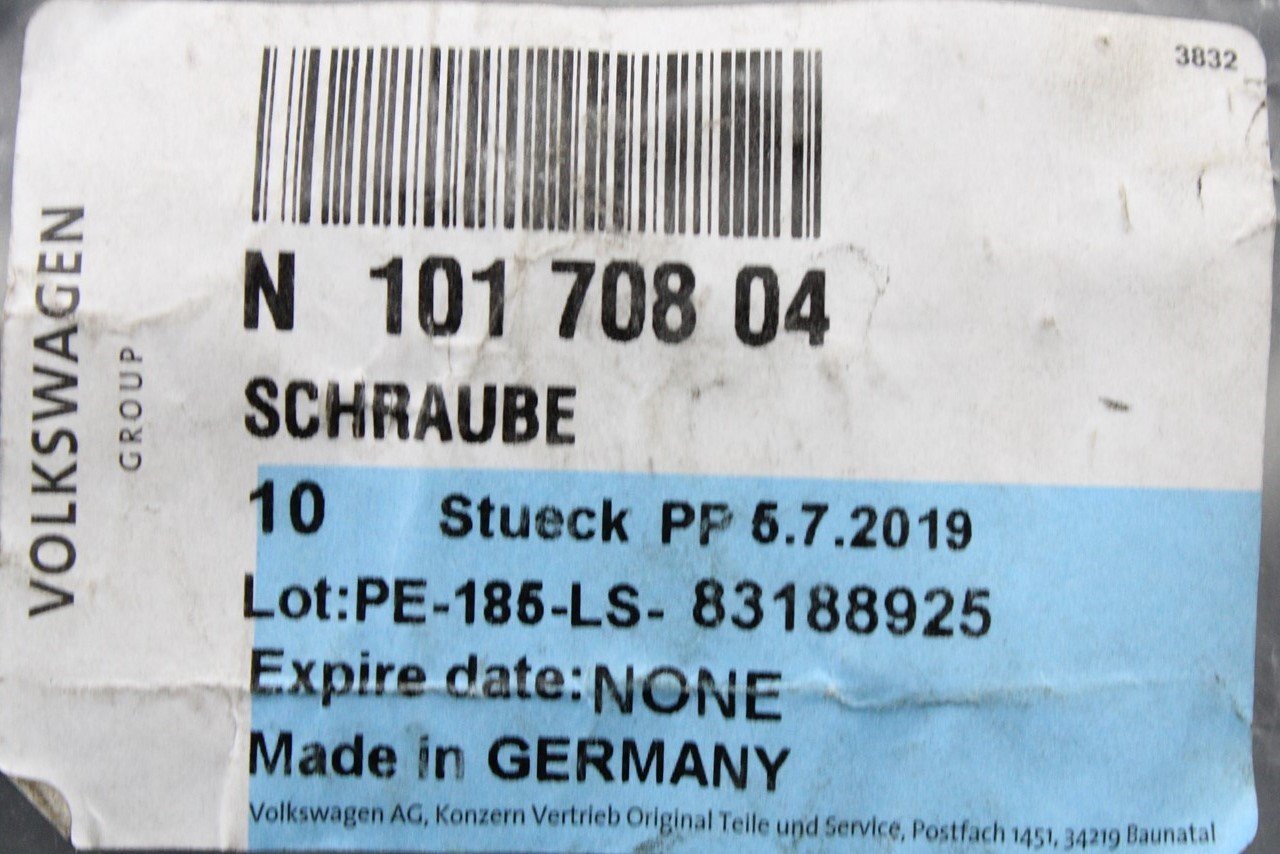 3832
VOLKSWAGEN
GROUP
N 101 708 04
SCHRAUBE
10 Stueck PP 5.7.2019
Lot:PE-185-LS- 83188925
Expire date:NONE
Made in GERMANY
Volkswagen AG, Konzern Vertrieb Original Teile und Service, Postfach 1451, 34219 Baunatal